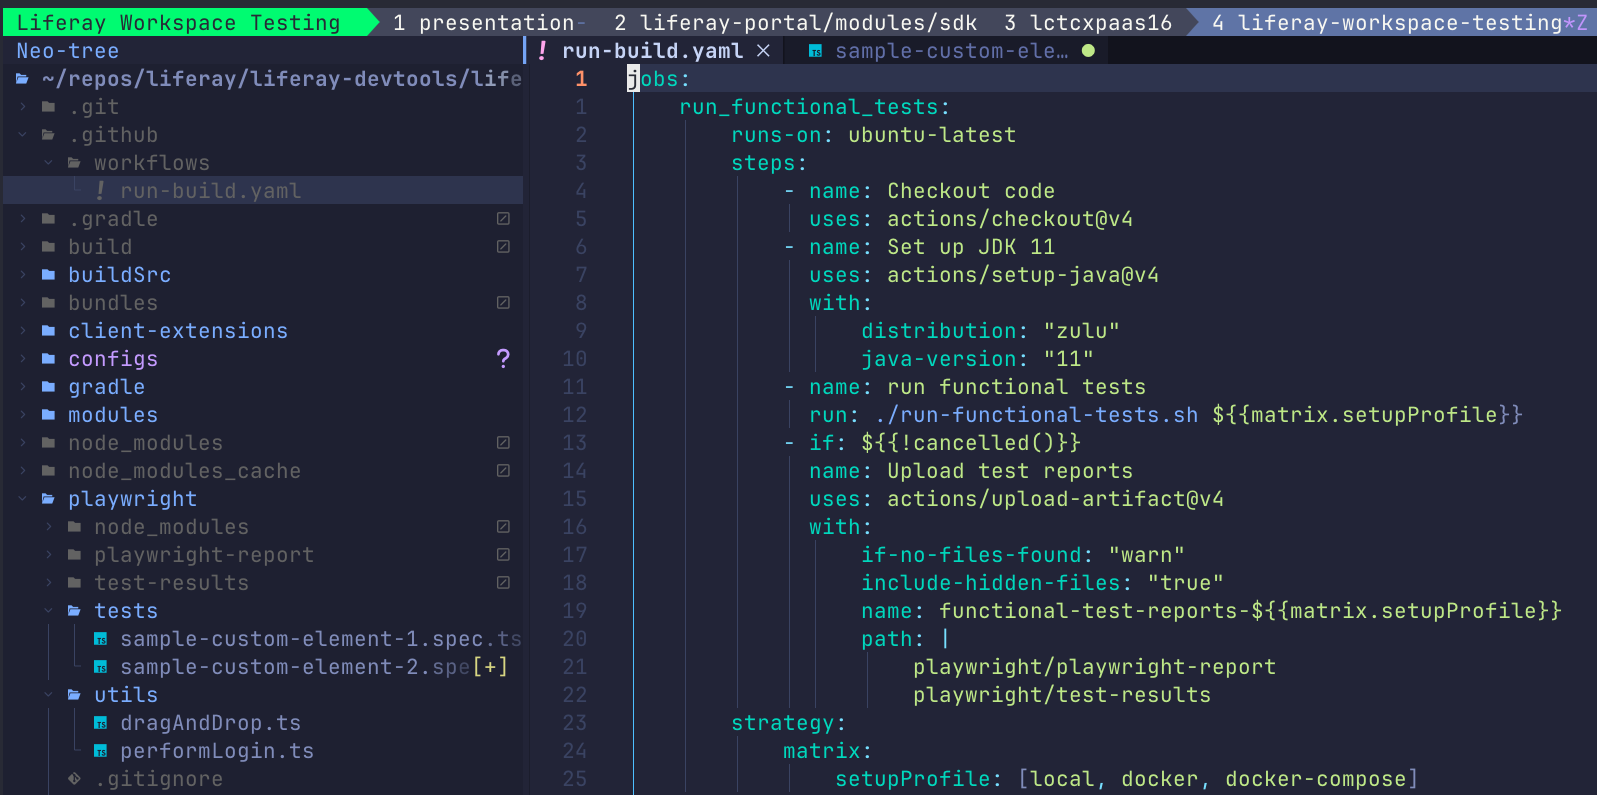 Liferay Workspace Testing 1 presentation- 2 liferay-portal/modules/sdk 3 lctcxpaas16 4 liferay-workspace-testing*Z
Neo-tree
~/repos/liferay/liferay-devtools/life
.git
.github
workflows
! run-build.yaml
.gradle
build
buildSrc
bundles
client-extensions
configs ?
gradle
modules
node_modules
node_modules_cache
playwright
node_modules
playwright-report
test-results
tests
TS sample-custom-element-1.spec.ts
TS sample-custom-element-2.spe[+]
utils
TS dragAndDrop.ts
TS performLogin.ts
.gitignore
! run-build.yaml × TS sample-custom-ele… ●
1 jobs:
1 run_functional_tests:
2 runs-on: ubuntu-latest
3 steps:
4 - name: Checkout code
5 uses: actions/checkout@v4
6 - name: Set up JDK 11
7 uses: actions/setup-java@v4
8 with:
9 distribution: "zulu"
10 java-version: "11"
11 - name: run functional tests
12 run: ./run-functional-tests.sh ${{matrix.setupProfile}}
13 - if: ${{!cancelled()}}
14 name: Upload test reports
15 uses: actions/upload-artifact@v4
16 with:
17 if-no-files-found: "warn"
18 include-hidden-files: "true"
19 name: functional-test-reports-${{matrix.setupProfile}}
20 path: |
21 playwright/playwright-report
22 playwright/test-results
23 strategy:
24 matrix:
25 setupProfile: [local, docker, docker-compose]